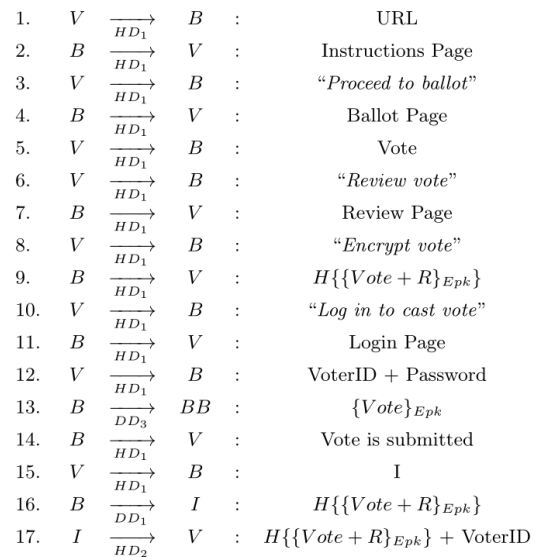 1. V →HD₁ B : URL
2. B →HD₁ V : Instructions Page
3. V →HD₁ B : “Proceed to ballot”
4. B →HD₁ V : Ballot Page
5. V →HD₁ B : Vote
6. V →HD₁ B : “Review vote”
7. B →HD₁ V : Review Page
8. V →HD₁ B : “Encrypt vote”
9. B →HD₁ V : H{{Vote + R}Epk}
10. V →HD₁ B : “Log in to cast vote”
11. B →HD₁ V : Login Page
12. V →HD₁ B : VoterID + Password
13. B →DD₃ BB : {Vote}Epk
14. B →HD₁ V : Vote is submitted
15. V →HD₁ B : I
16. B →DD₁ I : H{{Vote + R}Epk}
17. I →HD₂ V : H{{Vote + R}Epk} + VoterID